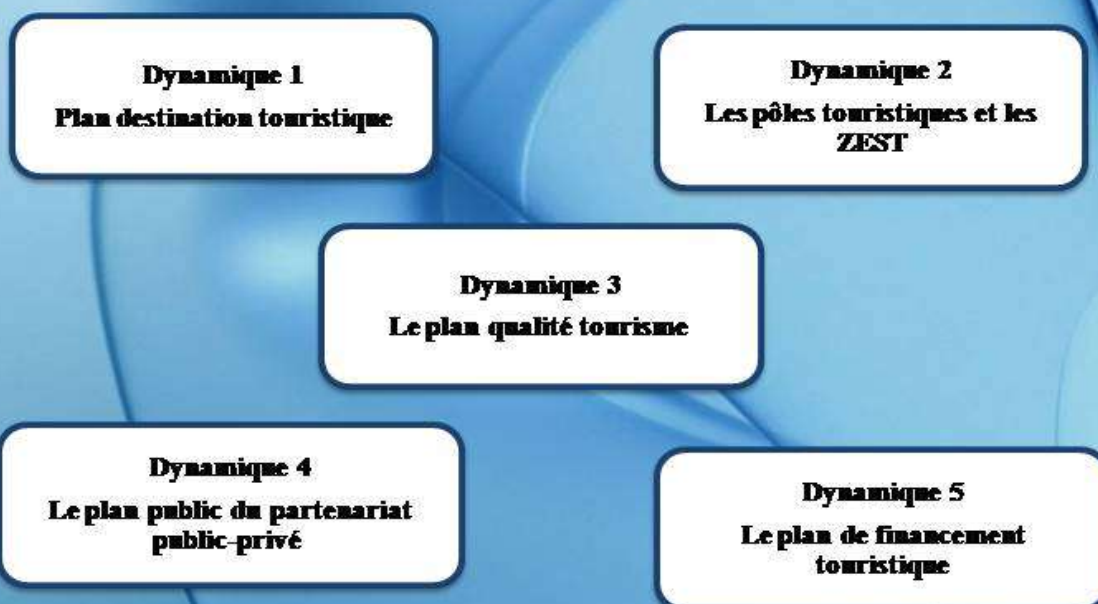 Dynamique 1
Plan destination touristique
Dynamique 2
Les pôles touristiques et les
ZEST
Dynamique 3
Le plan qualité tourisme
Dynamique 4
Le plan public du partenariat
public-privé
Dynamique 5
Le plan de financement
touristique